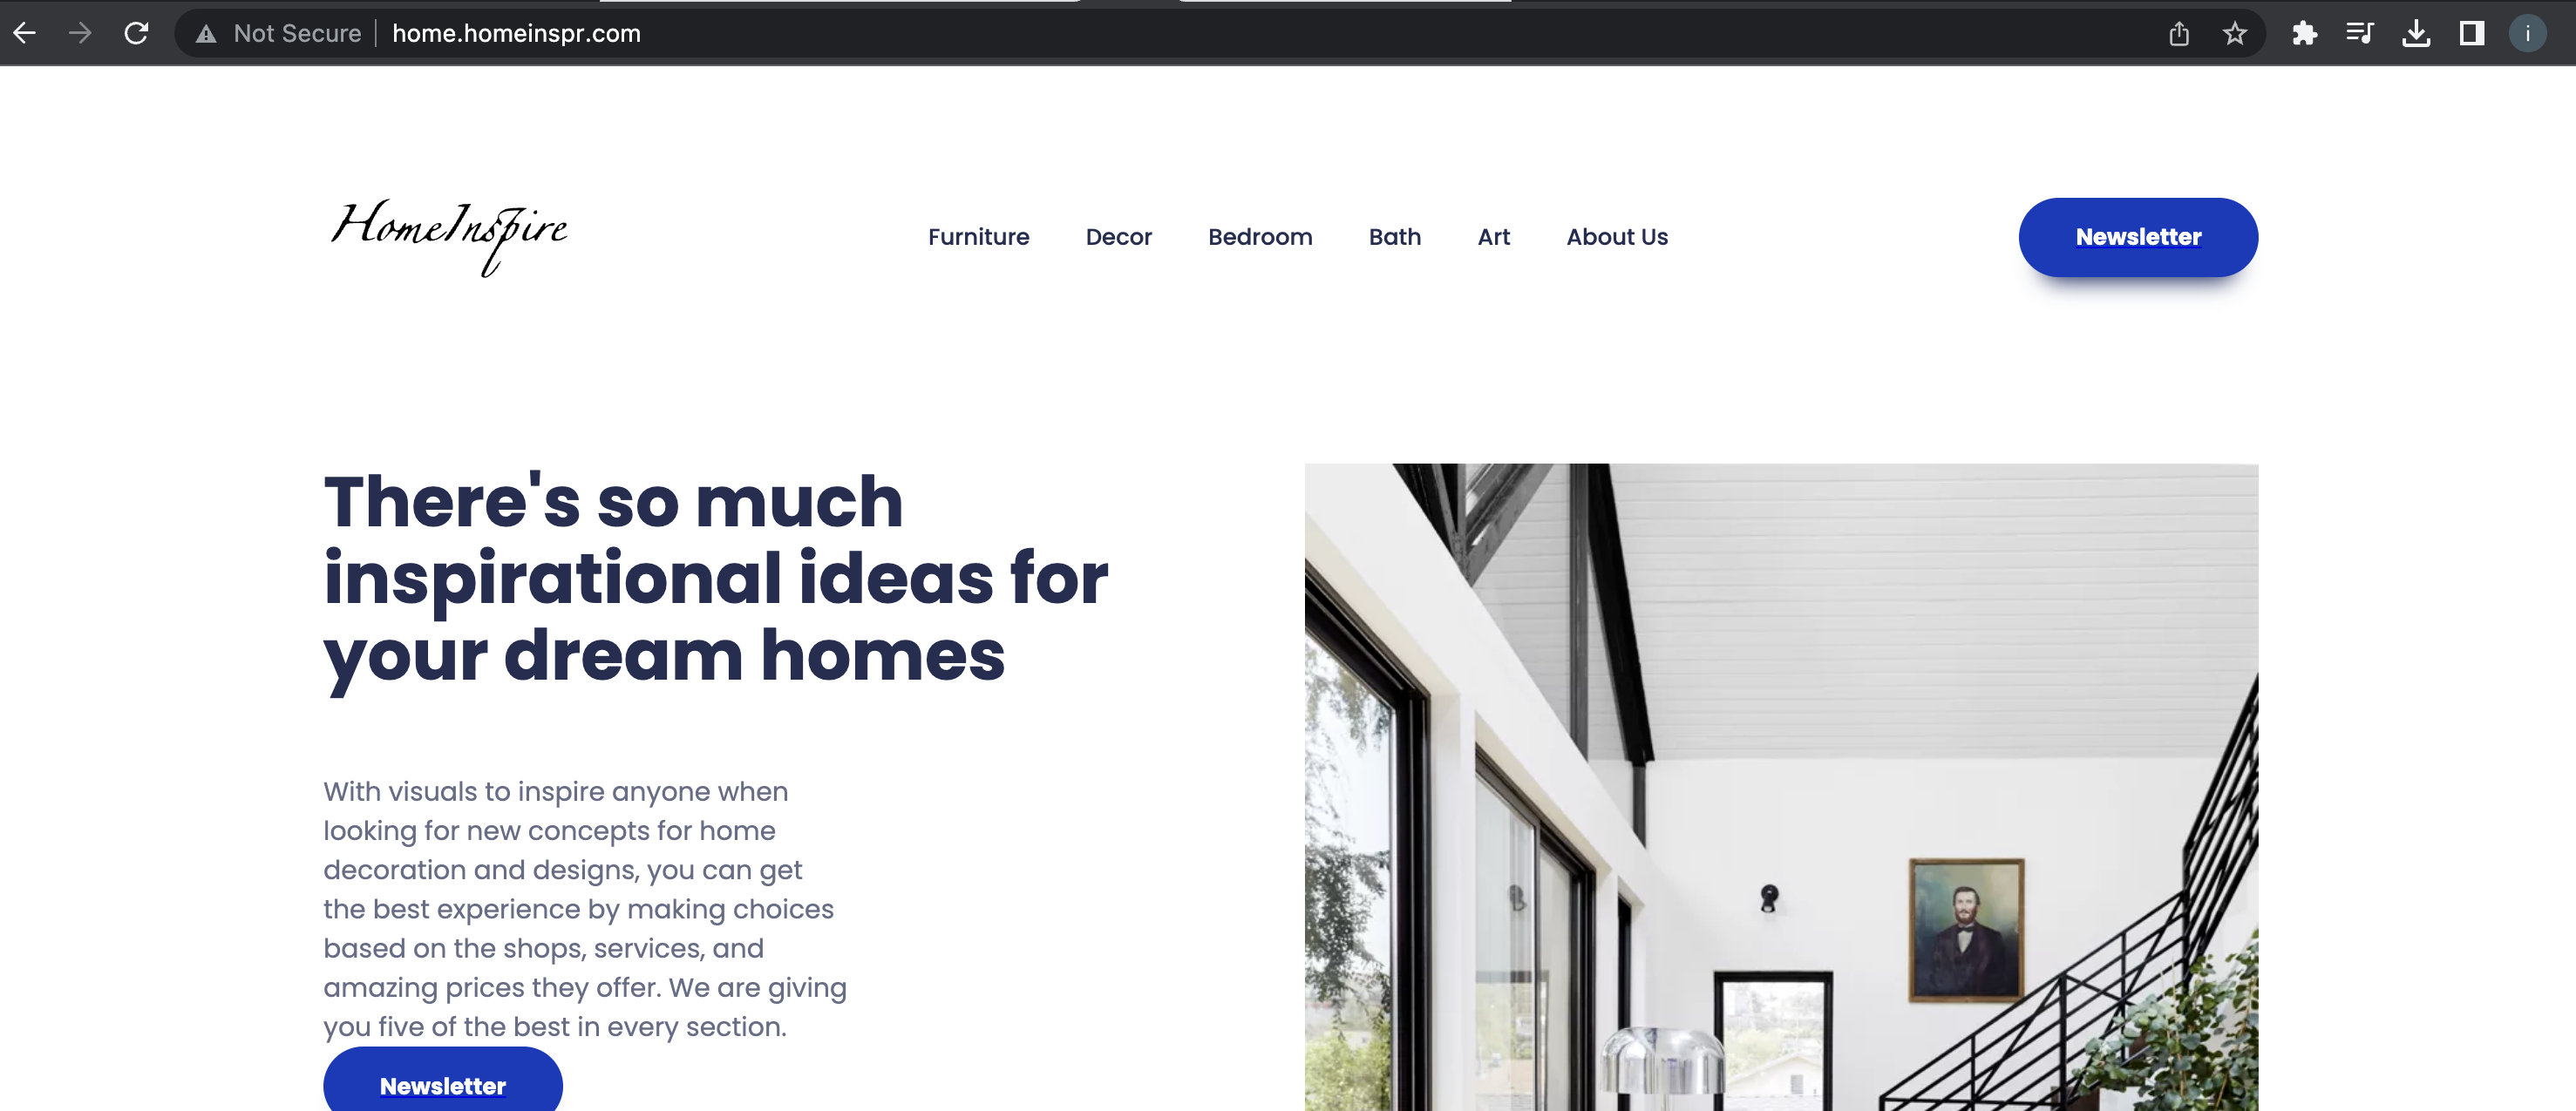 Not Secure home.homeinspr.com
i
HomeInspire
Furniture Decor Bedroom Bath Art About Us
Newsletter
There's so much
inspirational ideas for
your dream homes
With visuals to inspire anyone when
looking for new concepts for home
decoration and designs, you can get
the best experience by making choices
based on the shops, services, and
amazing prices they offer. We are giving
you five of the best in every section.
Newsletter